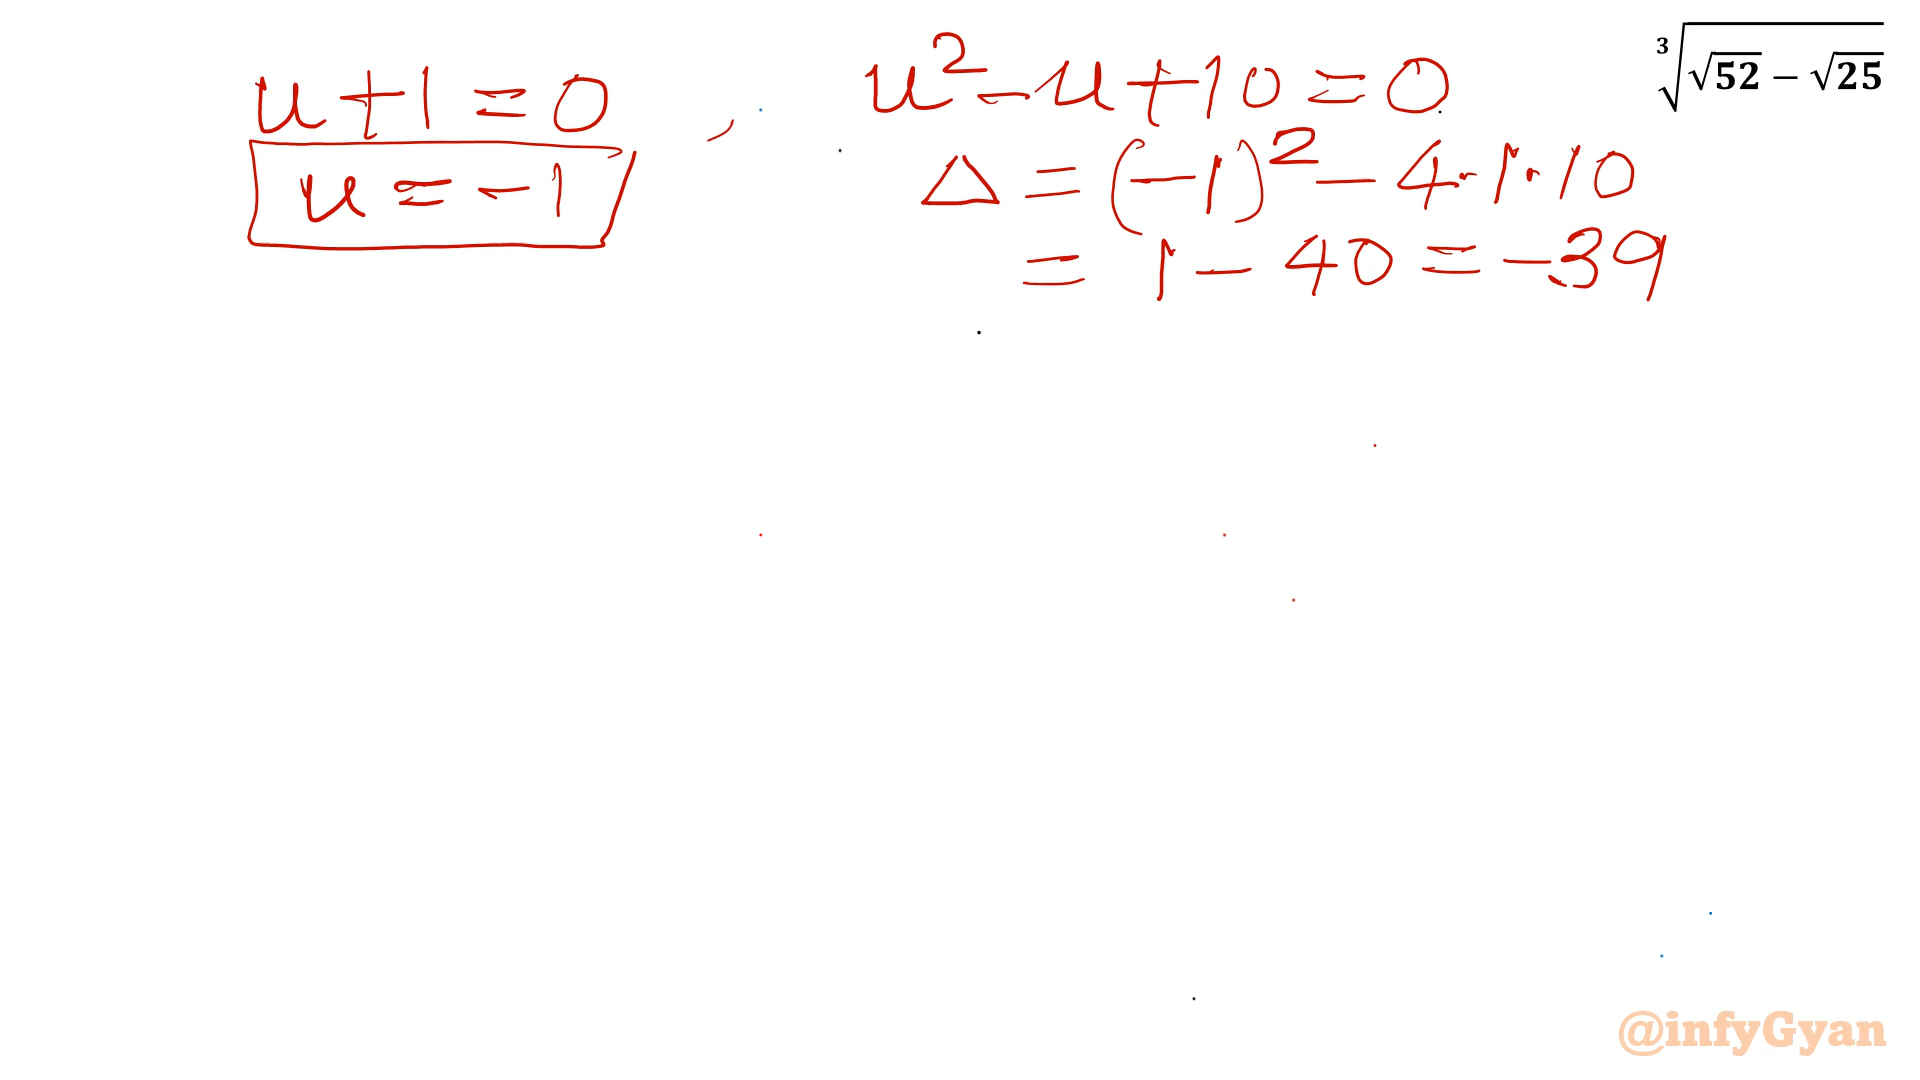 u+1=0 , u²-u+10=0
u=-1
Δ=(-1)²-4·1·10
=1-40=-39
∛(√52 − √25)
@infyGyan